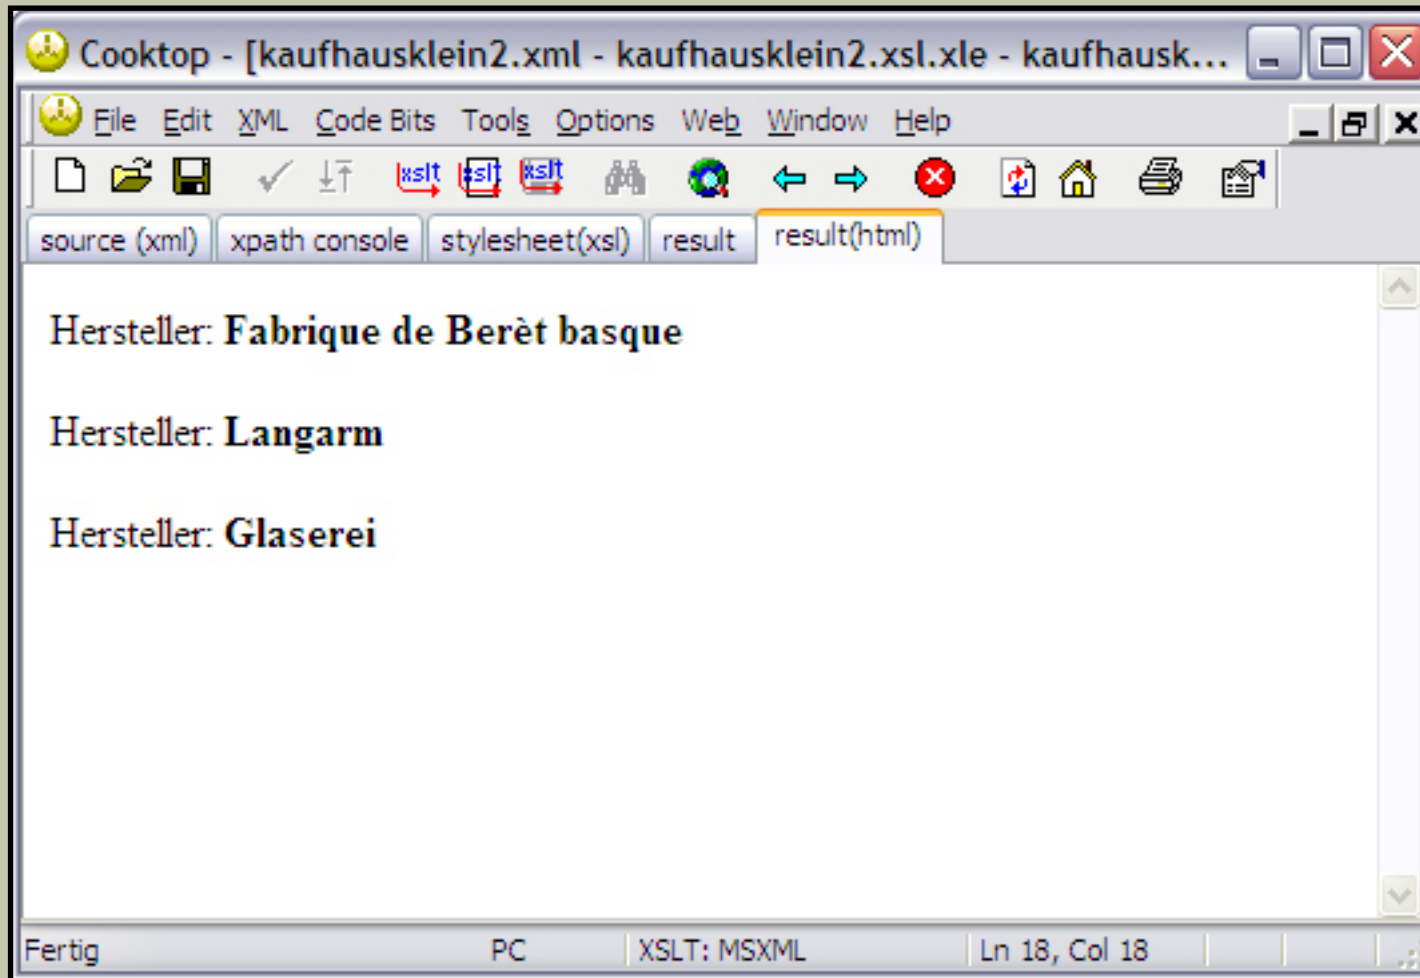 Cooktop - [kaufhausklein2.xml - kaufhausklein2.xsl.xle - kaufhausk...
File Edit XML Code Bits Tools Options Web Window Help
xslt xslt xslt
source (xml) xpath console stylesheet(xsl) result result(html)
Hersteller: Fabrique de Berèt basque
Hersteller: Langarm
Hersteller: Glaserei
Fertig PC XSLT: MSXML Ln 18, Col 18